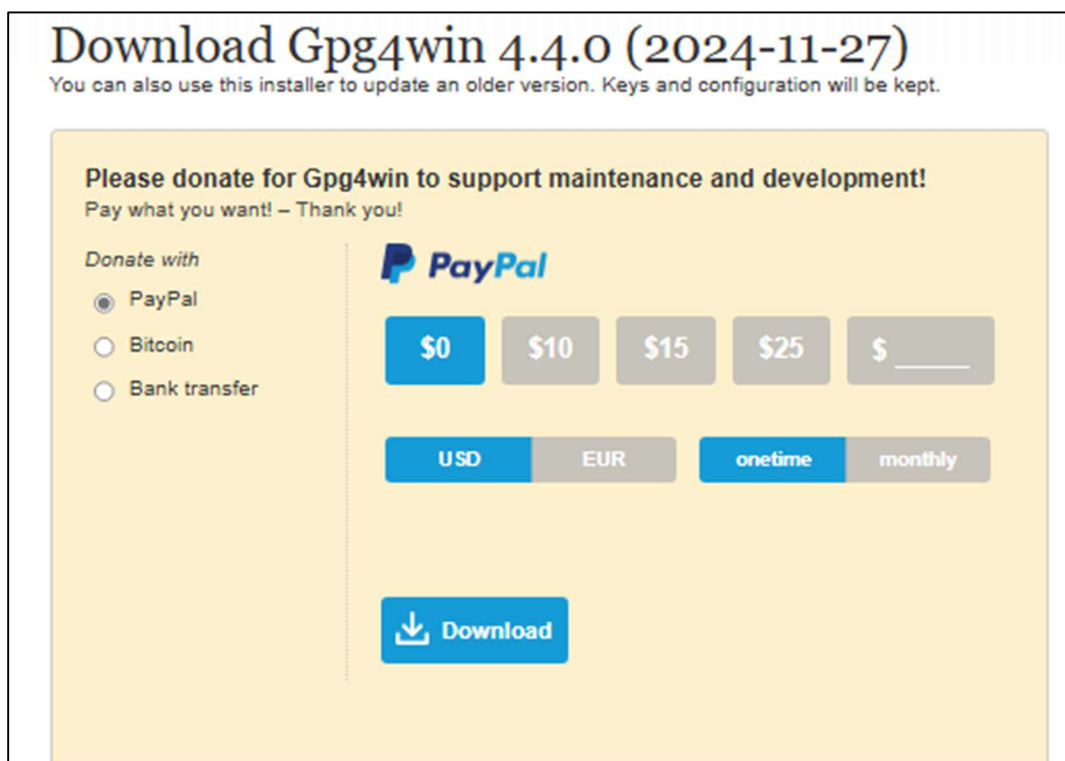 Download Gpg4win 4.4.0 (2024-11-27)
You can also use this installer to update an older version. Keys and configuration will be kept.
Please donate for Gpg4win to support maintenance and development!
Pay what you want! – Thank you!
Donate with
PayPal
Bitcoin
Bank transfer
PayPal
$0 $10 $15 $25 $ _____
USD EUR onetime monthly
Download